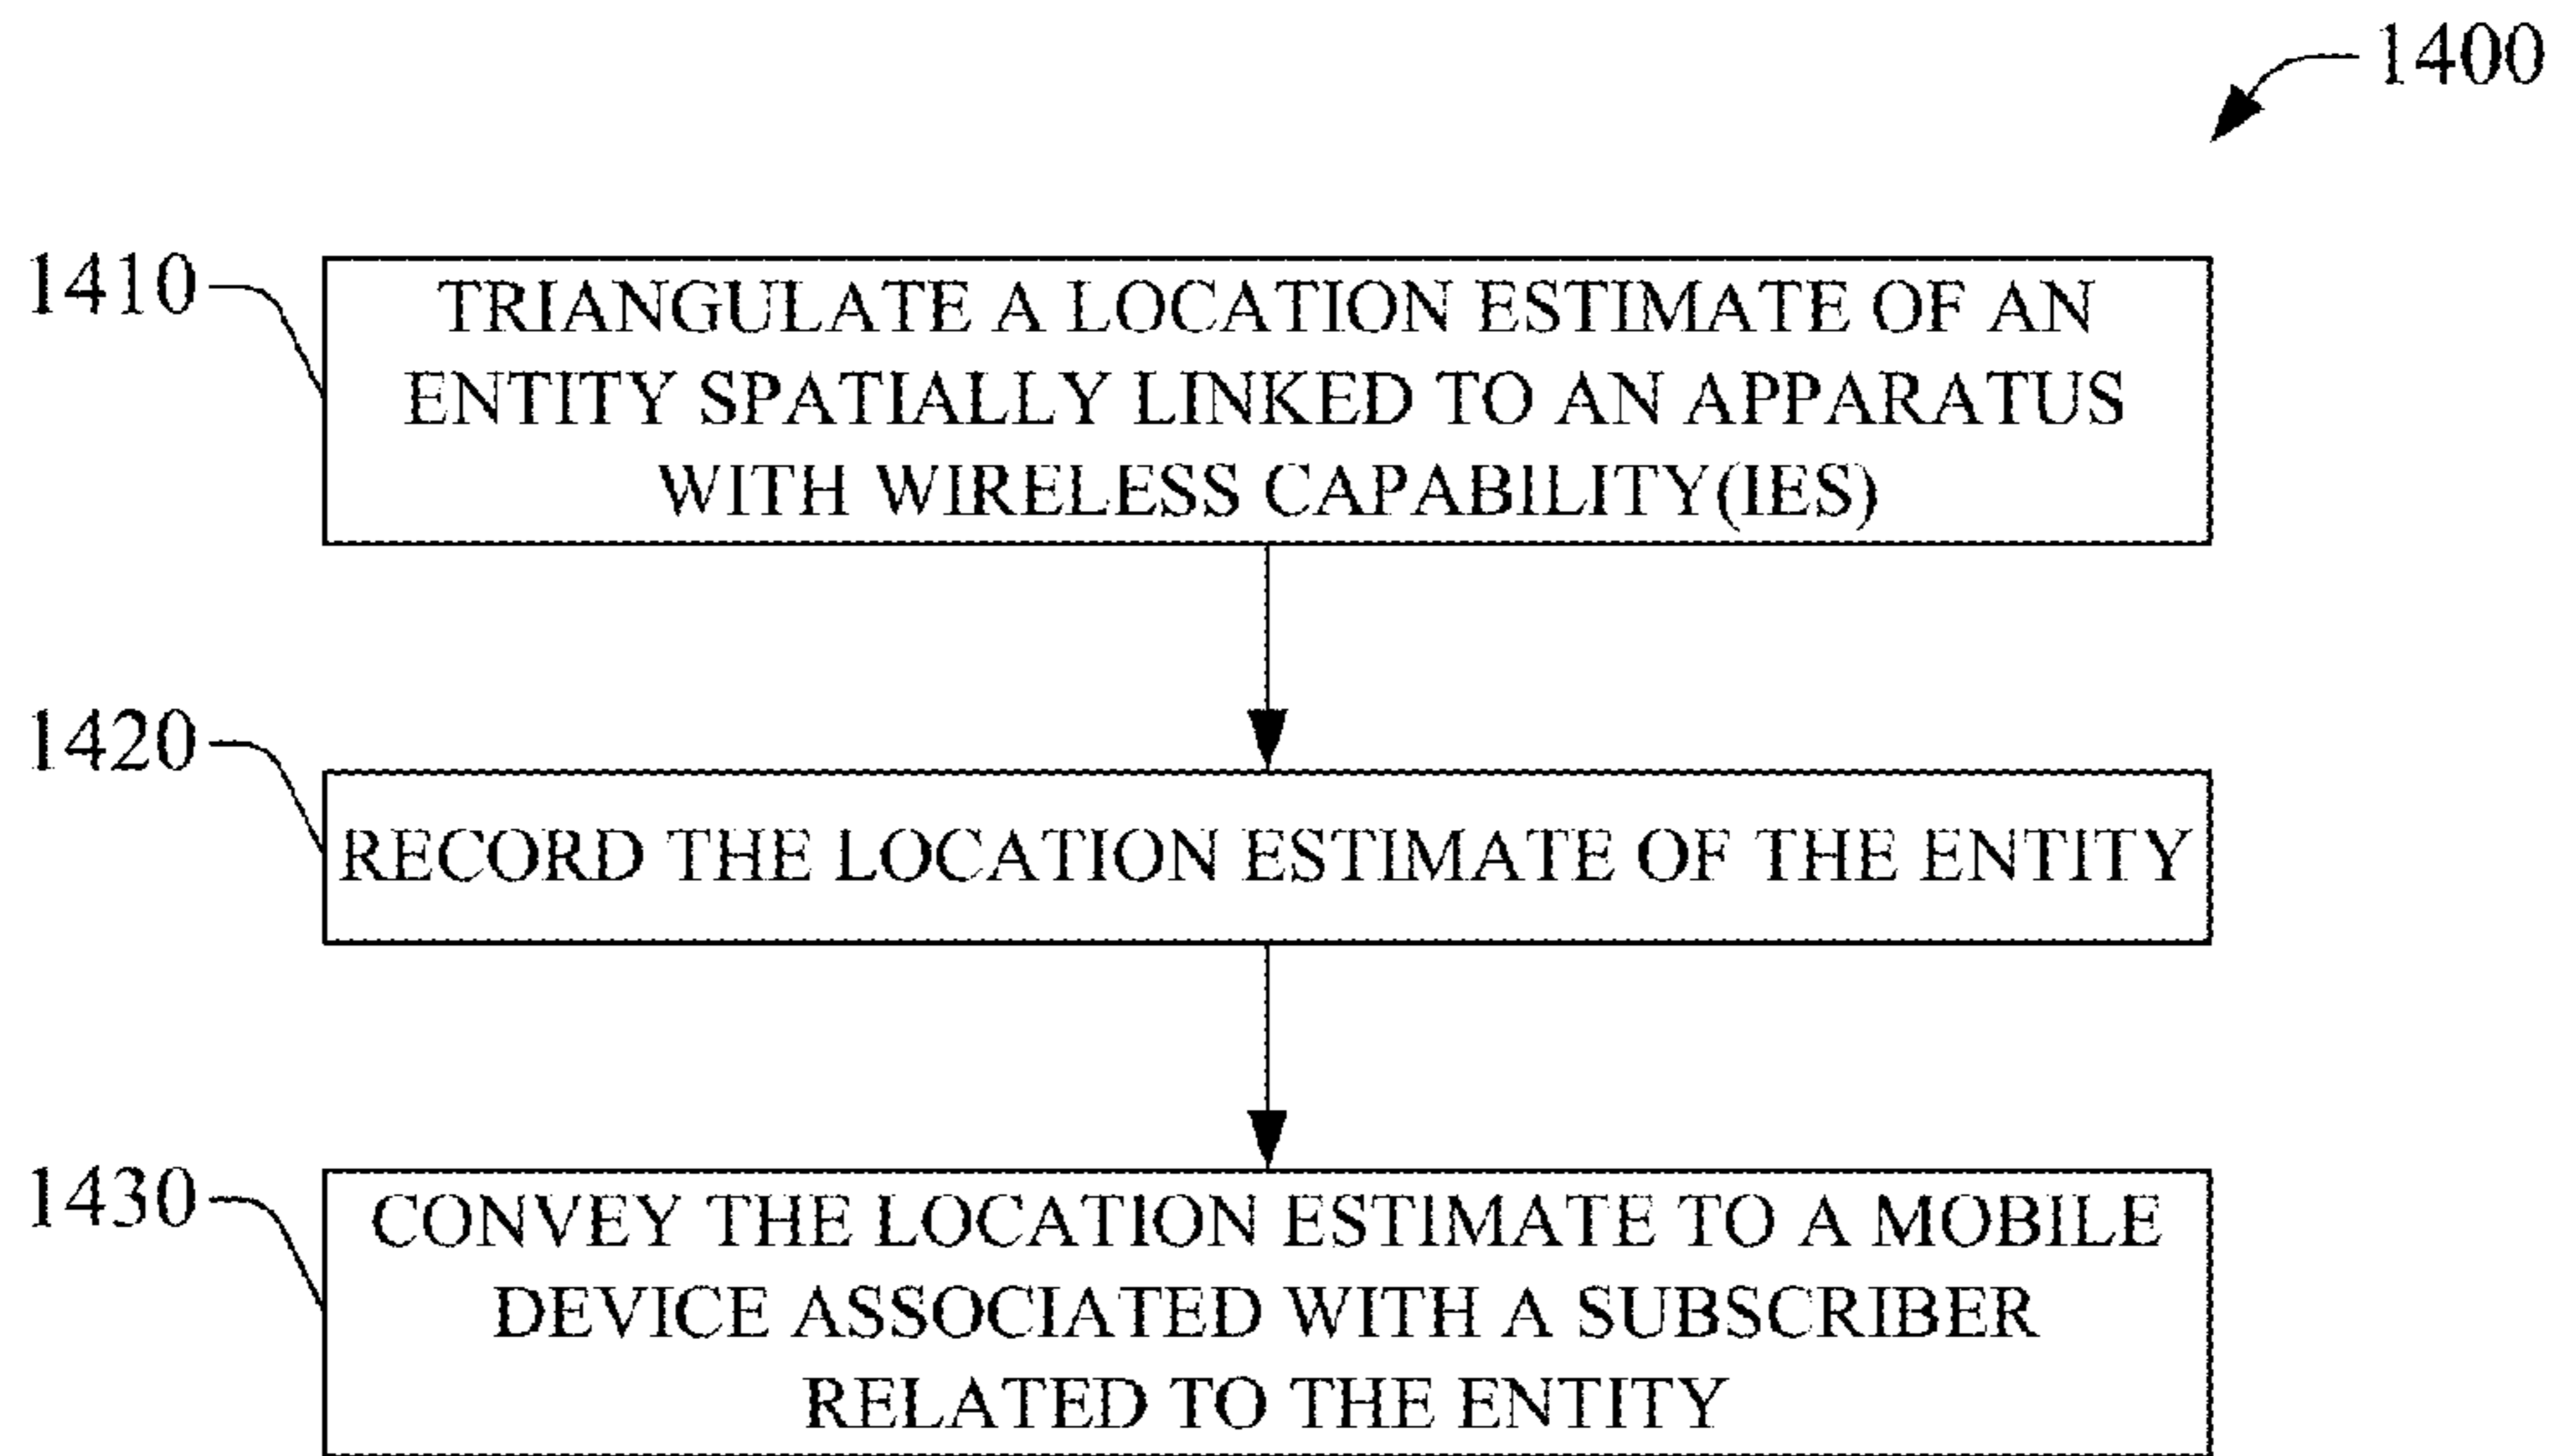 1400
1410
TRIANGULATE A LOCATION ESTIMATE OF AN
ENTITY SPATIALLY LINKED TO AN APPARATUS
WITH WIRELESS CAPABILITY(IES)
1420
RECORD THE LOCATION ESTIMATE OF THE ENTITY
1430
CONVEY THE LOCATION ESTIMATE TO A MOBILE
DEVICE ASSOCIATED WITH A SUBSCRIBER
RELATED TO THE ENTITY